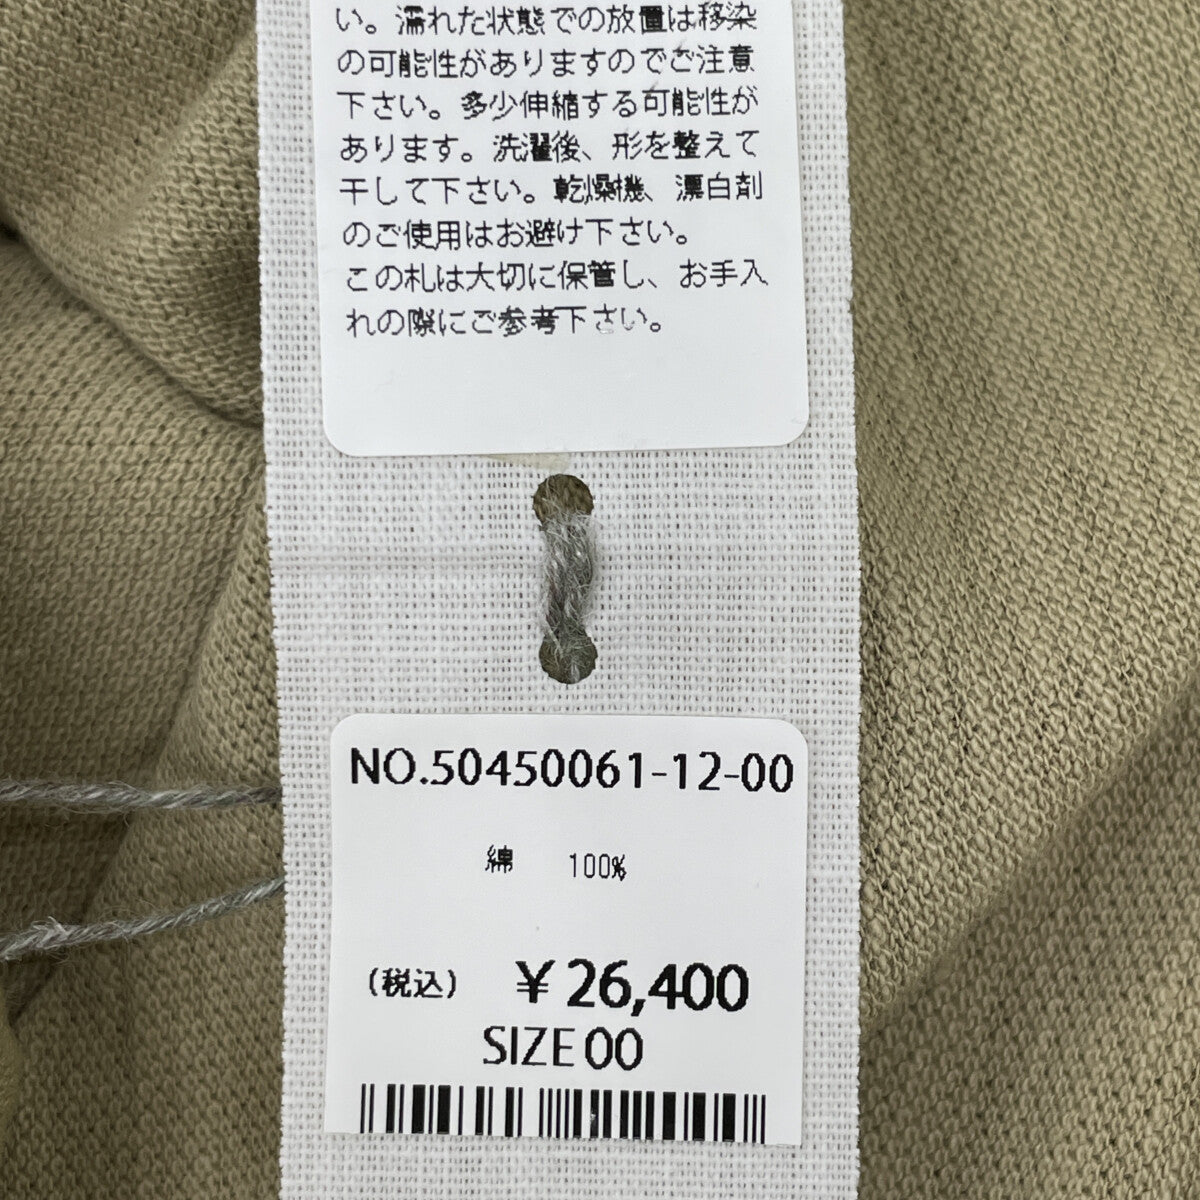 い。濡れた状態での放置は移染
の可能性がありますのでご注意
下さい。多少伸縮する可能性が
あります。洗濯後、形を整えて
干して下さい。乾燥機、漂白剤
のご使用はお避け下さい。
この札は大切に保管し、お手入
れの際にご参考下さい。
NO.50450061-12-00
綿 100%
(税込) ¥26,400
SIZE 00